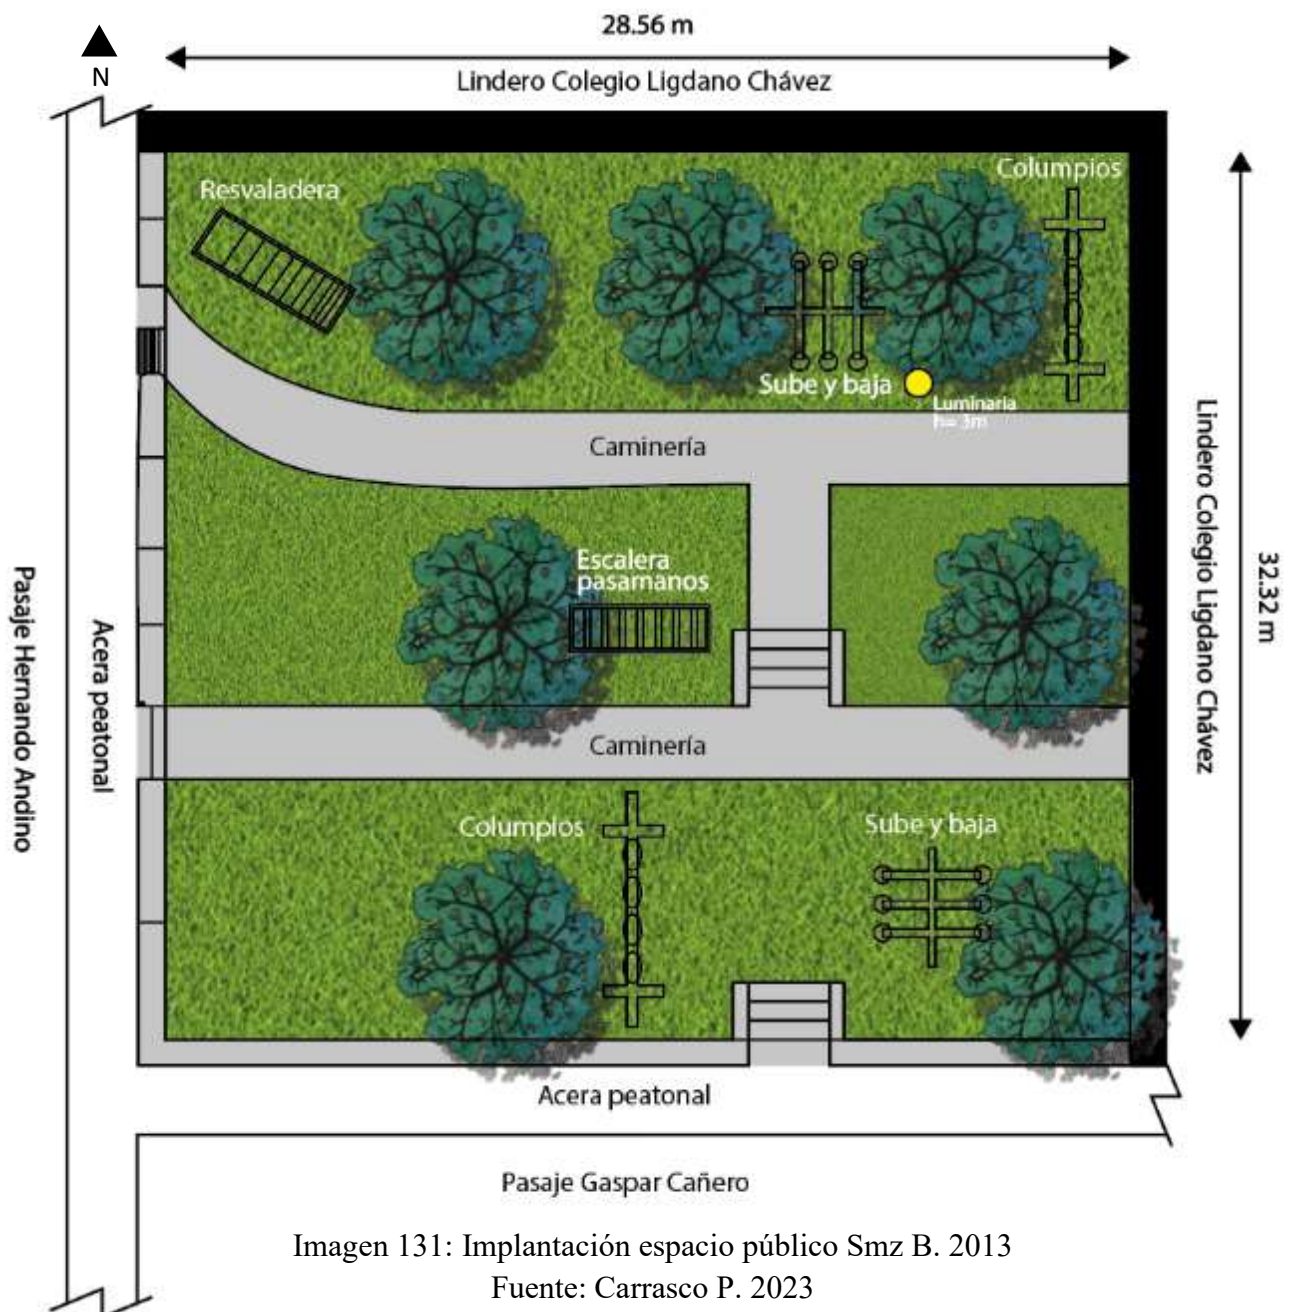 28.56 m
N
Lindero Colegio Ligdano Chávez
Columpios
Resvaladera
Sube y baja
Luminaria
h= 3m
Caminería
Lindero Colegio Ligdano Chávez
32.32 m
Escalera
pasamanos
Pasaje Hernando Andino
Acera peatonal
Caminería
Columpios
Sube y baja
Acera peatonal
Pasaje Gaspar Cañero
Imagen 131: Implantación espacio público Smz B. 2013
Fuente: Carrasco P. 2023